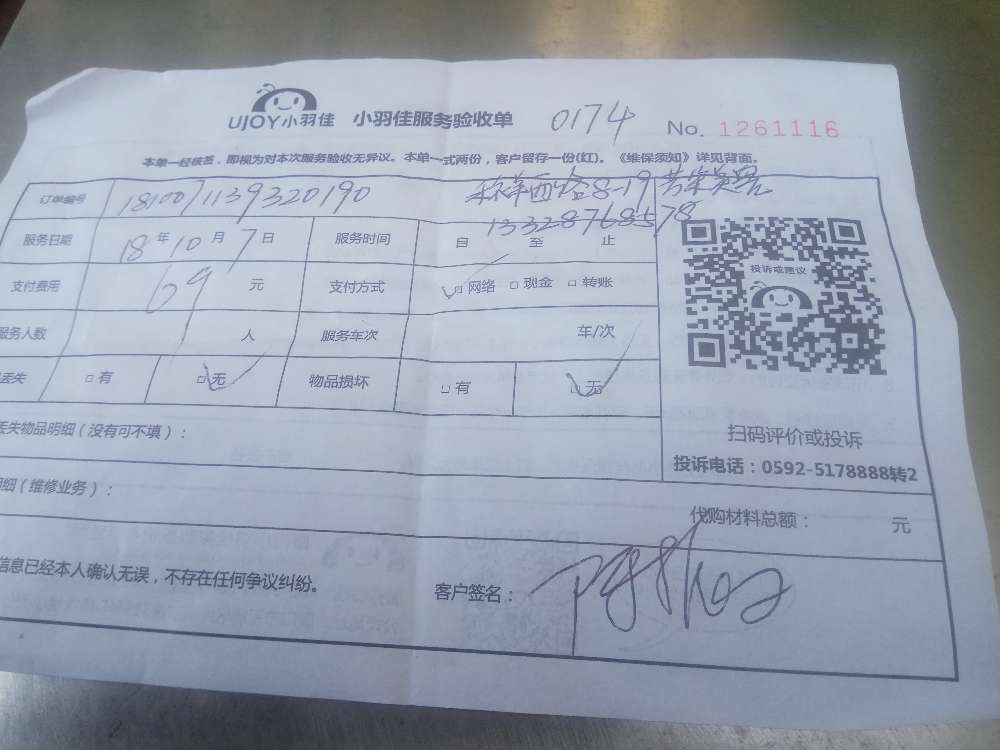 UJOY小羽佳 小羽佳服务验收单 0174 No. 1261116
本单一经核签，即视为对本次服务验收无异议。本单一式两份，客户留存一份(红)。《维保须知》详见背面。
订单编号 1810071139320190
8-19
13328768578
服务日期 18 年 10 月 7 日 服务时间 自 至 止
支付费用 69 元 支付方式 网络 现金 转账
服务人数 人 服务车次 车/次
丢失 有 无 物品损坏 有 无
投诉或建议
扫码评价或投诉
投诉电话：0592-5178888转2
丢失物品明细（没有可不填）：
明细（维修业务）：
代购材料总额： 元
信息已经本人确认无误，不存在任何争议纠纷。
客户签名：